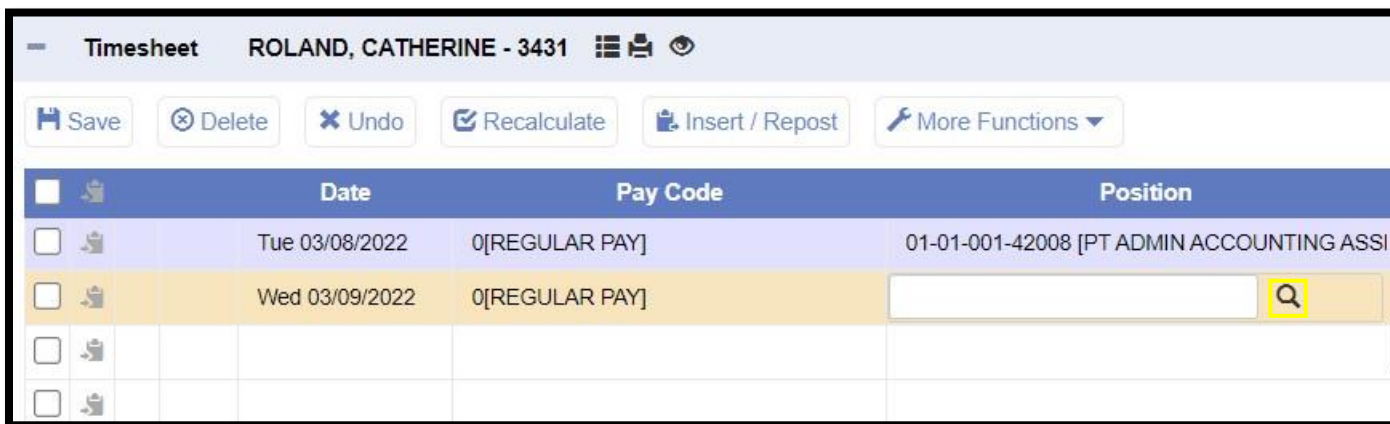 Timesheet ROLAND, CATHERINE - 3431
Save Delete Undo Recalculate Insert / Repost More Functions
Date Pay Code Position
Tue 03/08/2022 0[REGULAR PAY] 01-01-001-42008 [PT ADMIN ACCOUNTING ASSI
Wed 03/09/2022 0[REGULAR PAY]